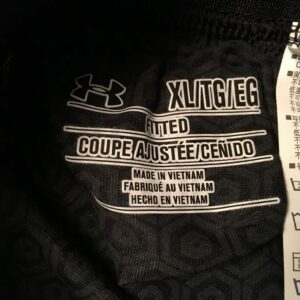 XL/TG/EG
FITTED
COUPE AJUSTÉE/CEÑIDO
MADE IN VIETNAM
FABRIQUÉ AU VIETNAM
HECHO EN VIETNAM